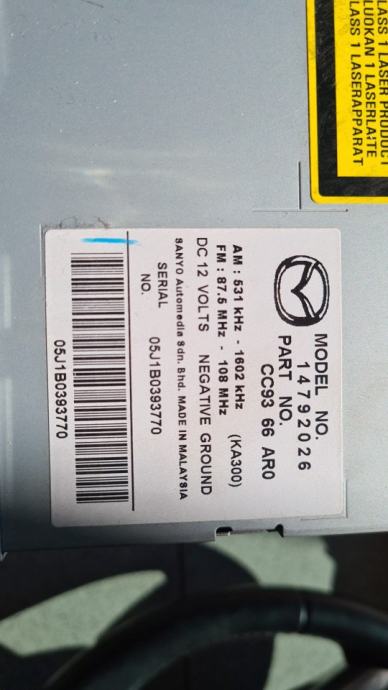 LASS 1 LASER PRODUCT
LUOKAN 1 LASERLAITE
LASS 1 LASERAPPARAT
MODEL NO.
14792026
PART NO.
CC93 66 AR0
AM : 531 kHz - 1602 kHz
FM : 87.5 MHz - 108 MHz (KA300)
DC 12 VOLTS NEGATIVE GROUND
SANYO Automedia Sdn. Bhd. MADE IN MALAYSIA
SERIAL
NO. 05J1B0393770
05J1B0393770